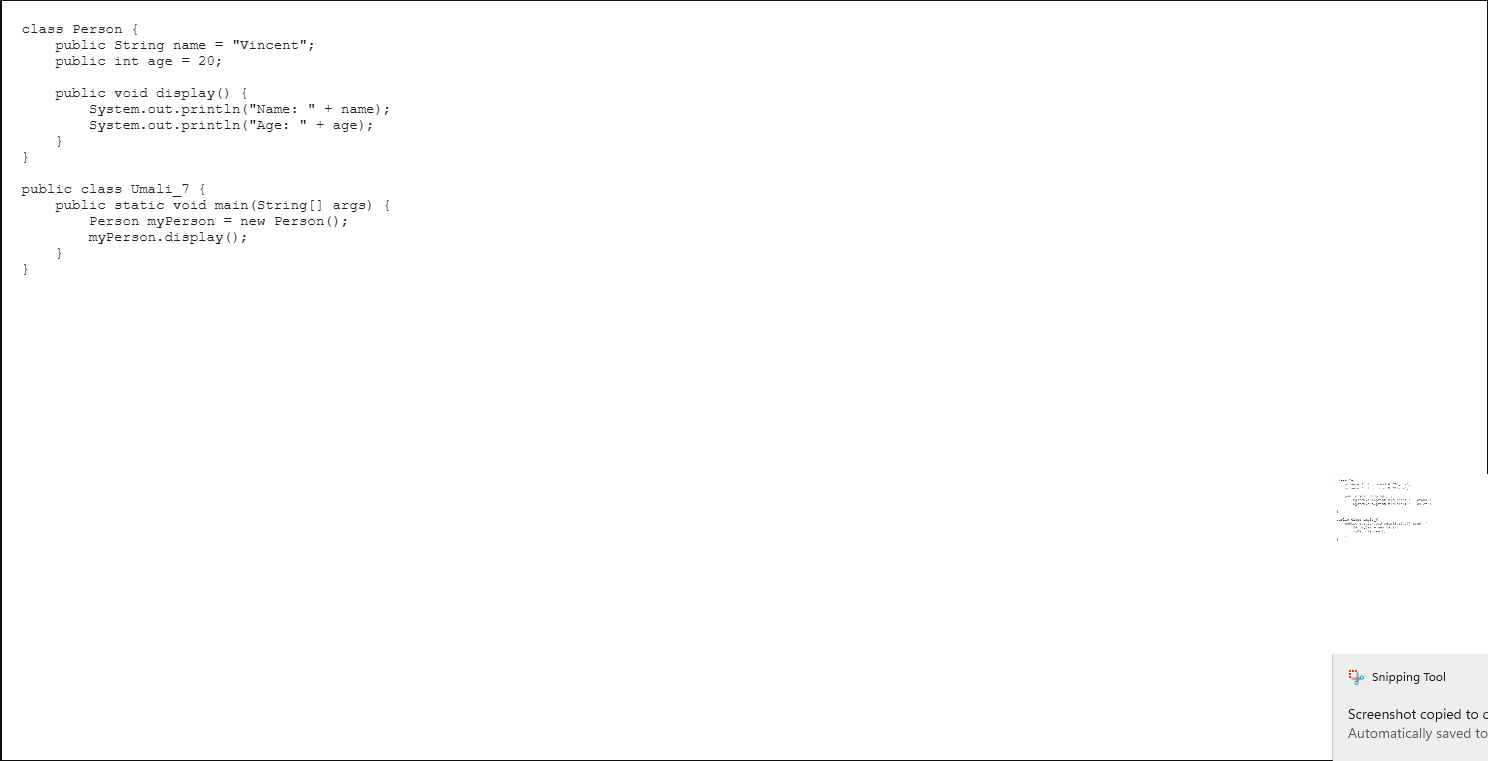 class Person {
    public String name = "Vincent";
    public int age = 20;

    public void display() {
        System.out.println("Name: " + name);
        System.out.println("Age: " + age);
    }
}

public class Umali_7 {
    public static void main(String[] args) {
        Person myPerson = new Person();
        myPerson.display();
    }
}
Snipping Tool
Screenshot copied to
Automatically saved to